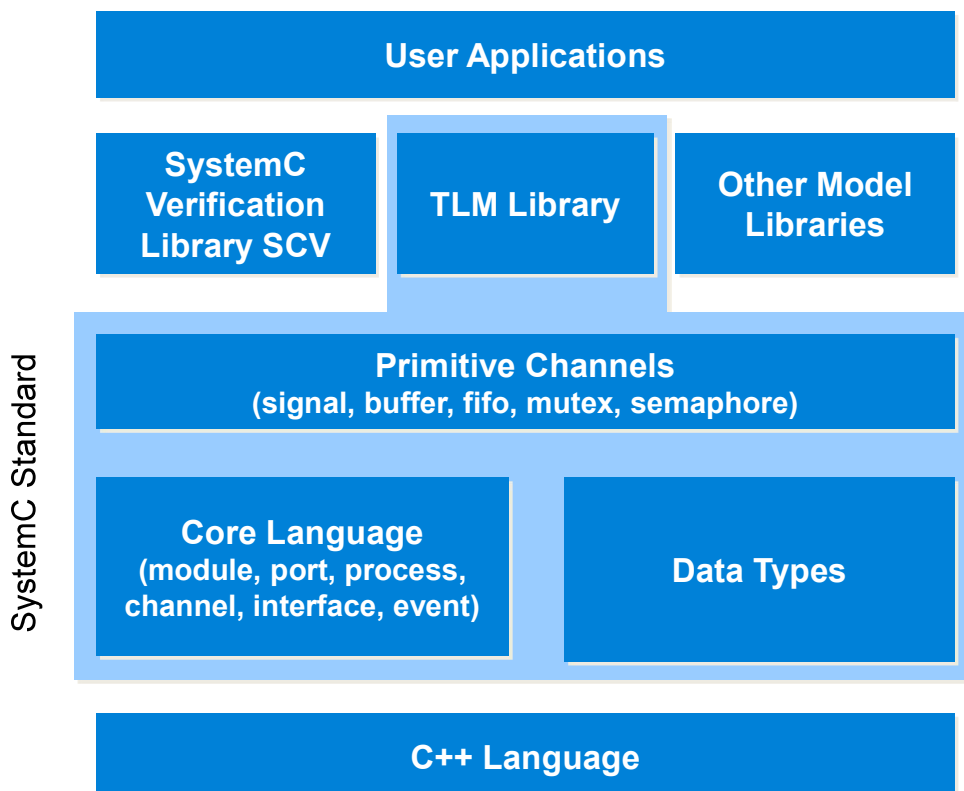 User Applications
SystemC
Verification
Library SCV
TLM Library
Other Model
Libraries
SystemC Standard
Primitive Channels
(signal, buffer, fifo, mutex, semaphore)
Core Language
(module, port, process,
channel, interface, event)
Data Types
C++ Language